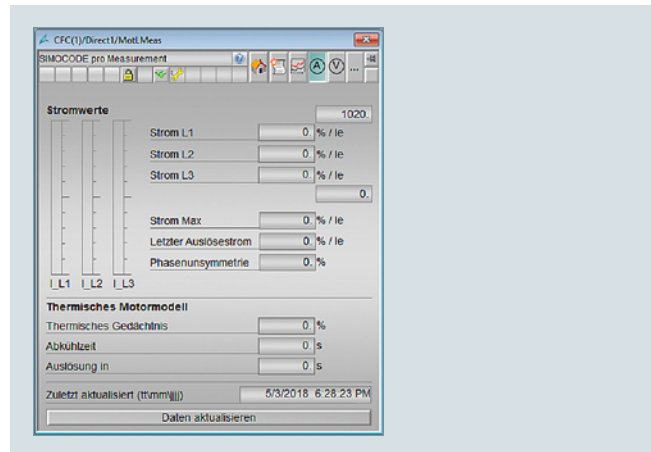 CFC(1)/Direct1/MotI.Meas
SIMOCODE pro Measurement
A V ...
Stromwerte
1020.
Strom L1 0. % / Ie
Strom L2 0. % / Ie
Strom L3 0. % / Ie
0.
Strom Max 0. % / Ie
Letzter Auslösestrom 0. % / Ie
Phasenunsymmetrie 0. %
I_L1 I_L2 I_L3
Thermisches Motormodell
Thermisches Gedächtnis 0. %
Abkühlzeit 0. s
Auslösung in 0. s
Zuletzt aktualisiert (tt\mm\jjjj) 5/3/2018 6:28:23 PM
Daten aktualisieren